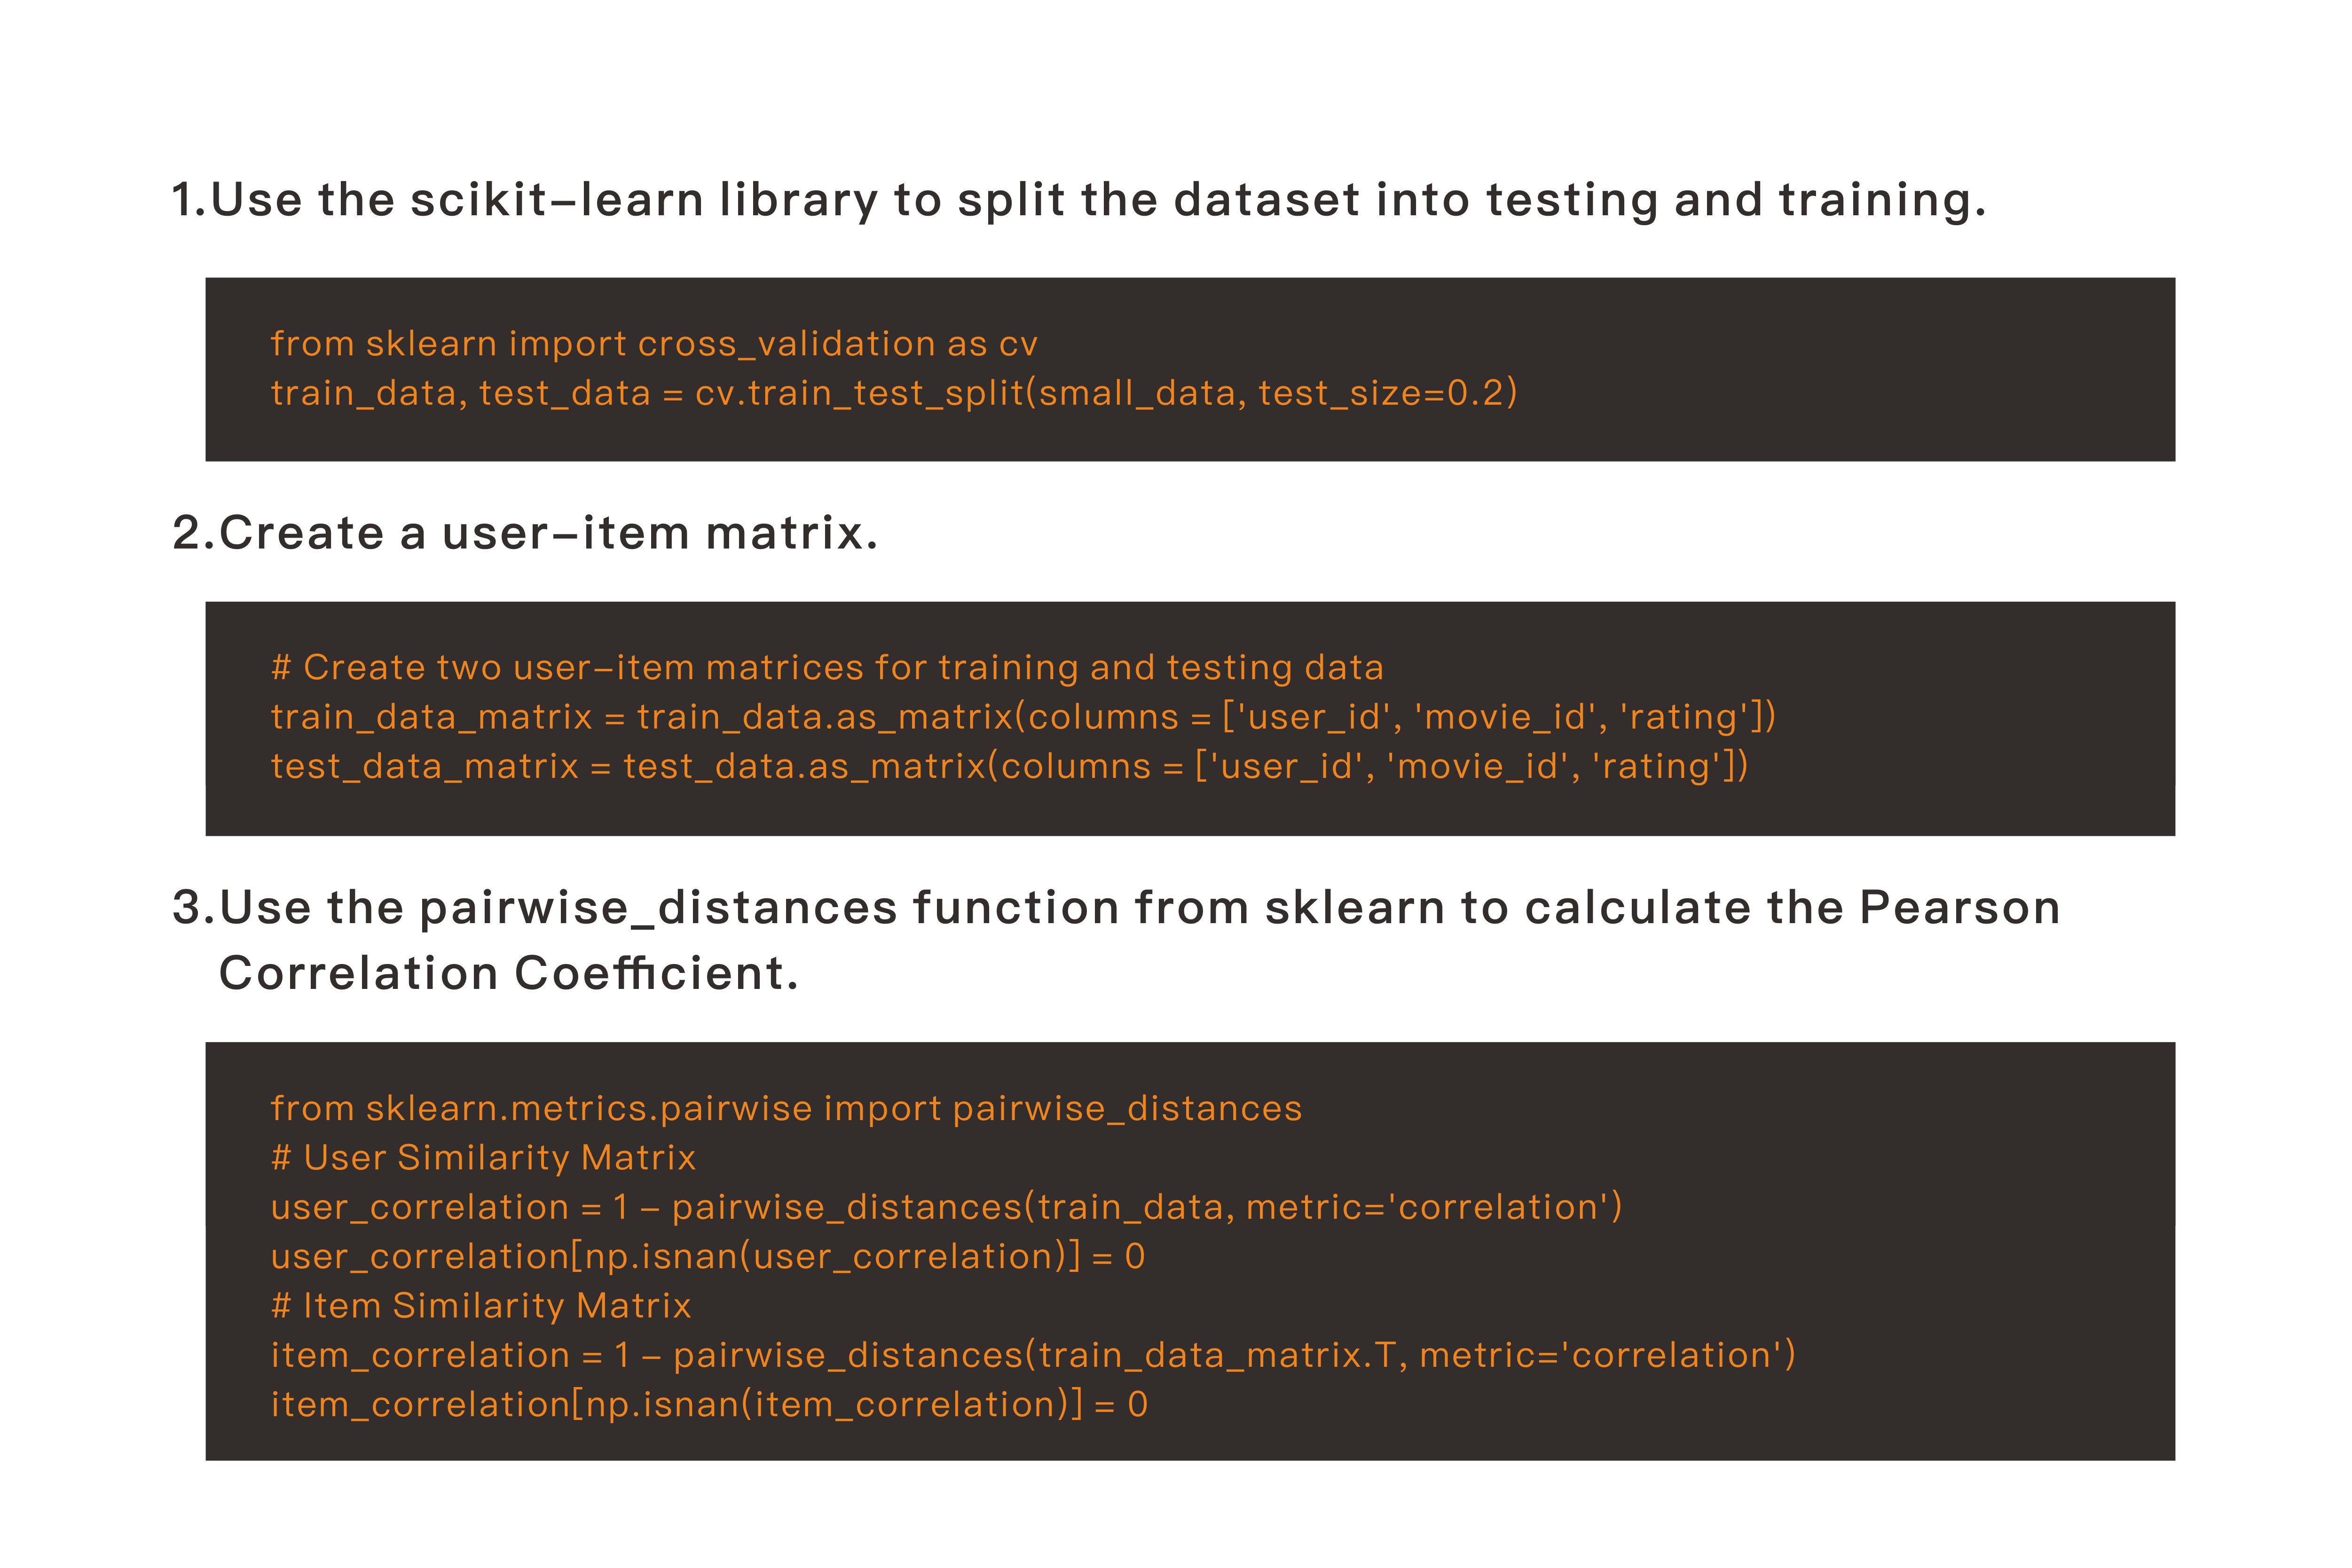 1.Use the scikit–learn library to split the dataset into testing and training.
from sklearn import cross_validation as cv
train_data, test_data = cv.train_test_split(small_data, test_size=0.2)
2.Create a user–item matrix.
# Create two user–item matrices for training and testing data
train_data_matrix = train_data.as_matrix(columns = ['user_id', 'movie_id', 'rating'])
test_data_matrix = test_data.as_matrix(columns = ['user_id', 'movie_id', 'rating'])
3.Use the pairwise_distances function from sklearn to calculate the Pearson
Correlation Coefficient.
from sklearn.metrics.pairwise import pairwise_distances
# User Similarity Matrix
user_correlation = 1 – pairwise_distances(train_data, metric='correlation')
user_correlation[np.isnan(user_correlation)] = 0
# Item Similarity Matrix
item_correlation = 1 – pairwise_distances(train_data_matrix.T, metric='correlation')
item_correlation[np.isnan(item_correlation)] = 0